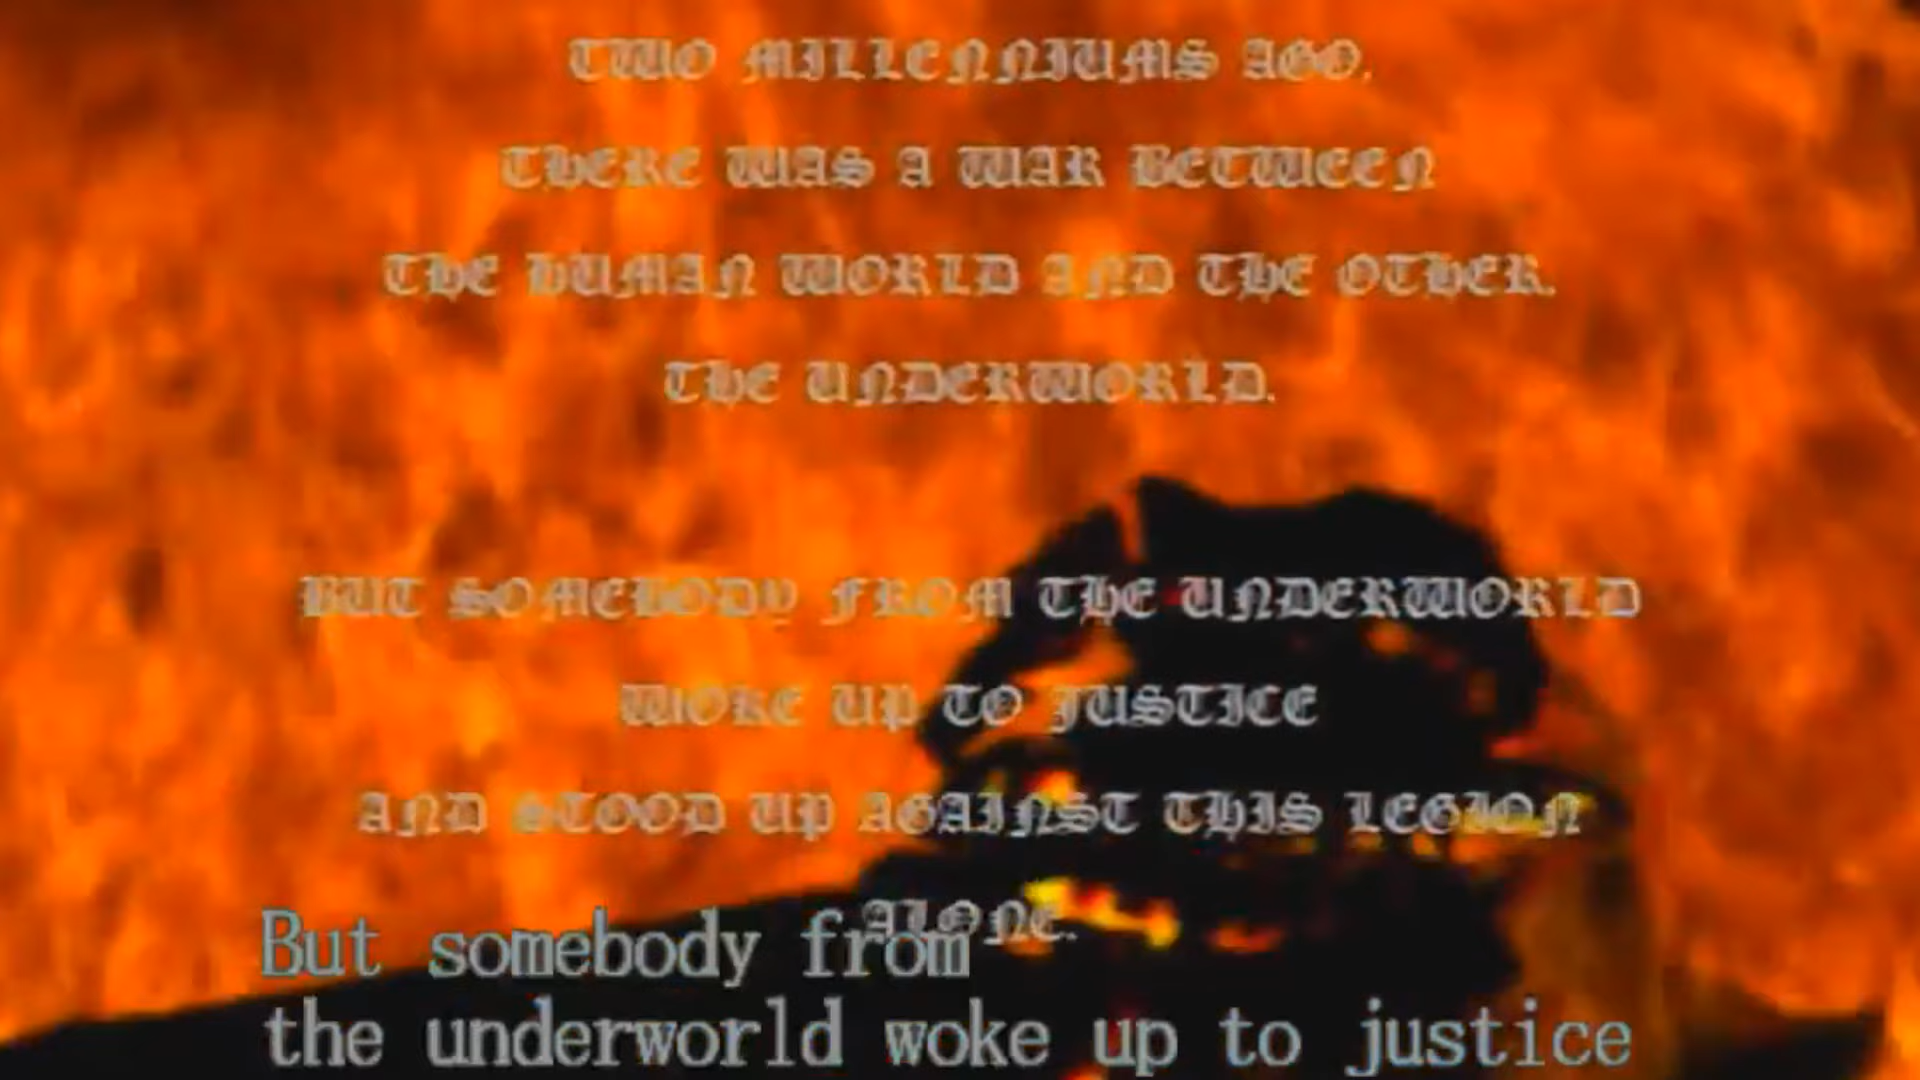 TWO MILLENNIUMS AGO,
THERE WAS A WAR BETWEEN
THE HUMAN WORLD AND THE OTHER.
THE UNDERWORLD.
BUT SOMEBODY FROM THE UNDERWORLD
WOKE UP TO JUSTICE
AND STOOD UP AGAINST THIS LEGION
ALONE.
But somebody from
the underworld woke up to justice